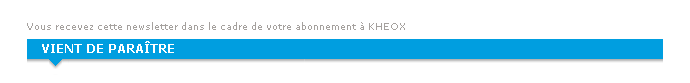 Vous recevez cette newsletter dans le cadre de votre abonnement à KHEOX
VIENT DE PARAÎTRE